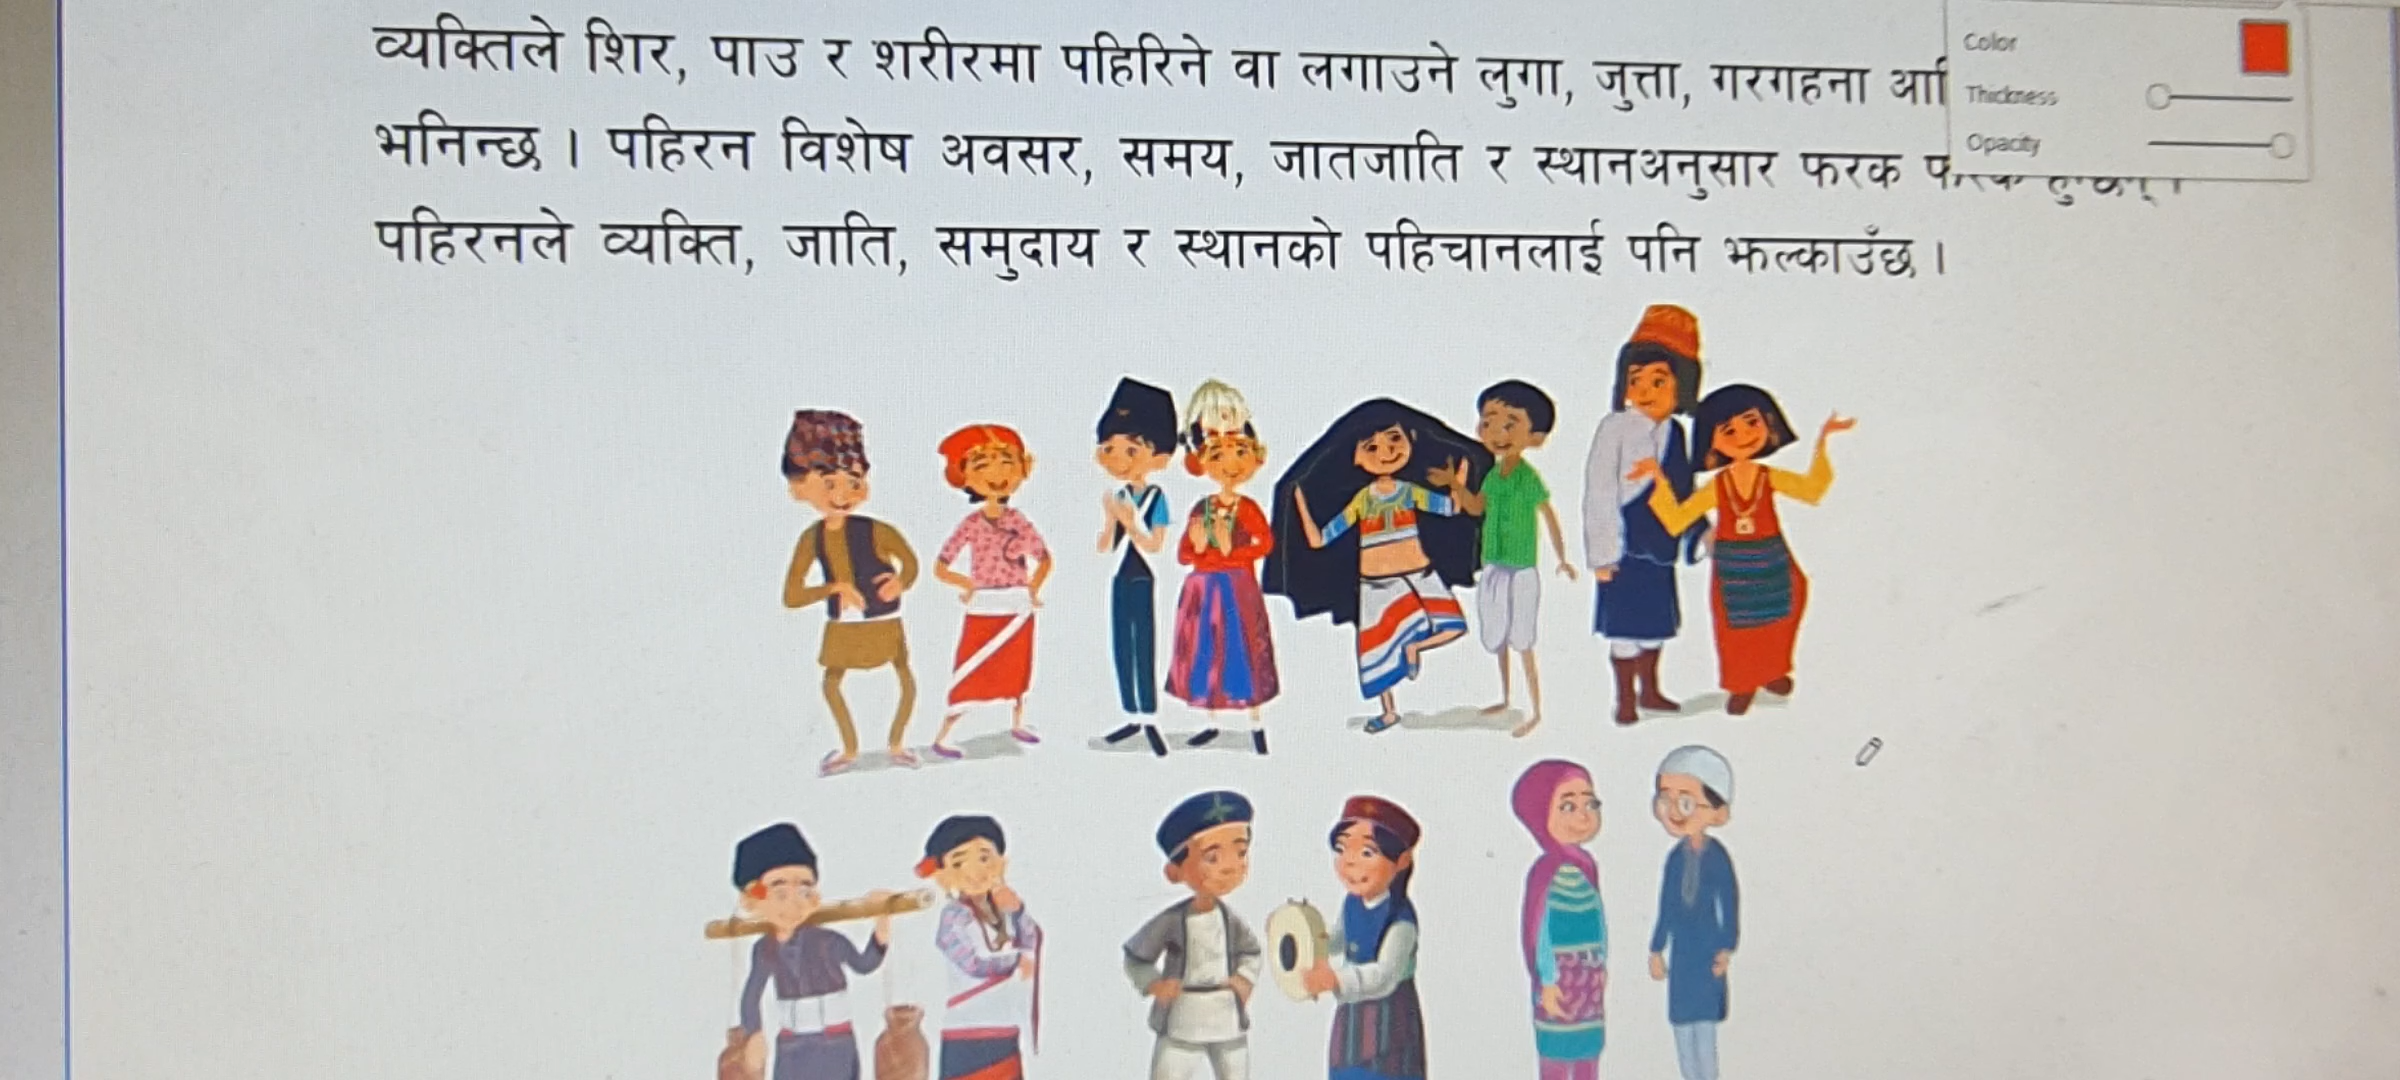 व्यक्तिले शिर, पाउ र शरीरमा पहिरिने वा लगाउने लुगा, जुत्ता, गरगहना
भनिन्छ । पहिरन विशेष अवसर, समय, जातजाति र स्थानअनुसार फरक
पहिरनले व्यक्ति, जाति, समुदाय र स्थानको पहिचानलाई पनि झल्काउँछ ।
Color
Thickness
Opacity